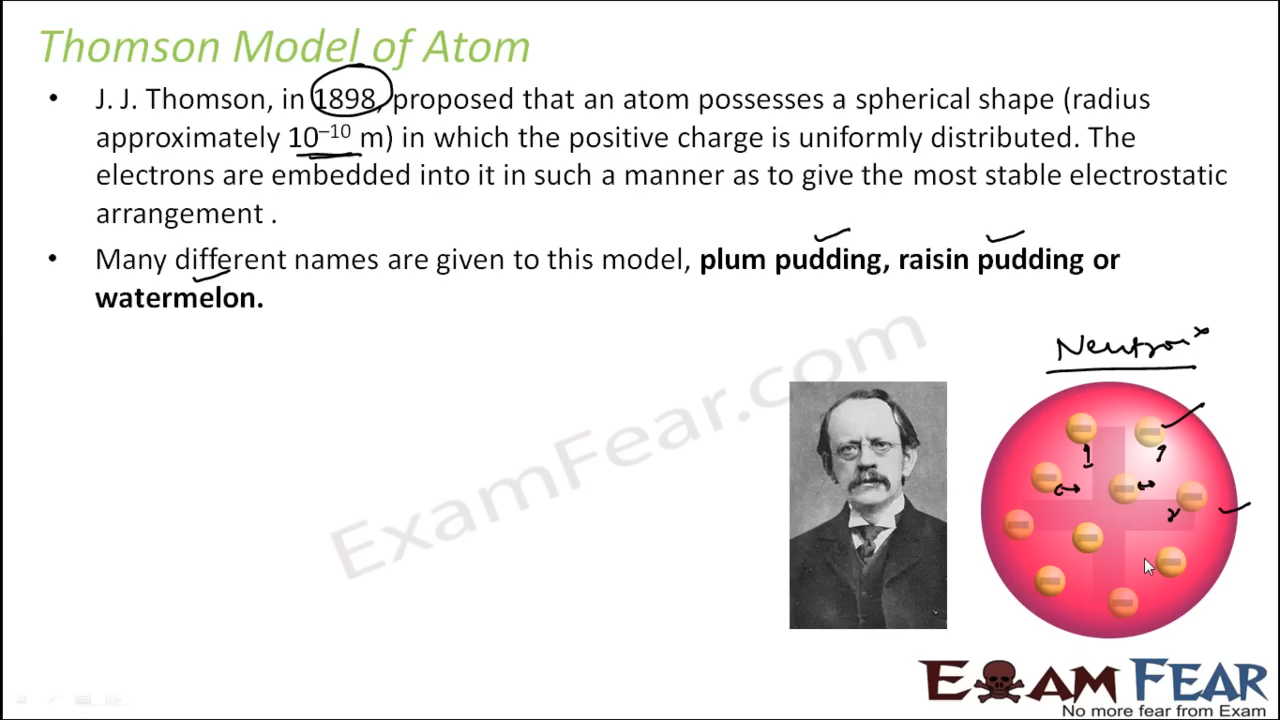 Thomson Model of Atom
• J. J. Thomson, in 1898, proposed that an atom possesses a spherical shape (radius
approximately 10⁻¹⁰ m) in which the positive charge is uniformly distributed. The
electrons are embedded into it in such a manner as to give the most stable electrostatic
arrangement .
• Many different names are given to this model, plum pudding, raisin pudding or
watermelon.
Neutron
ExamFear.com
EXAM FEAR
No more fear from Exam